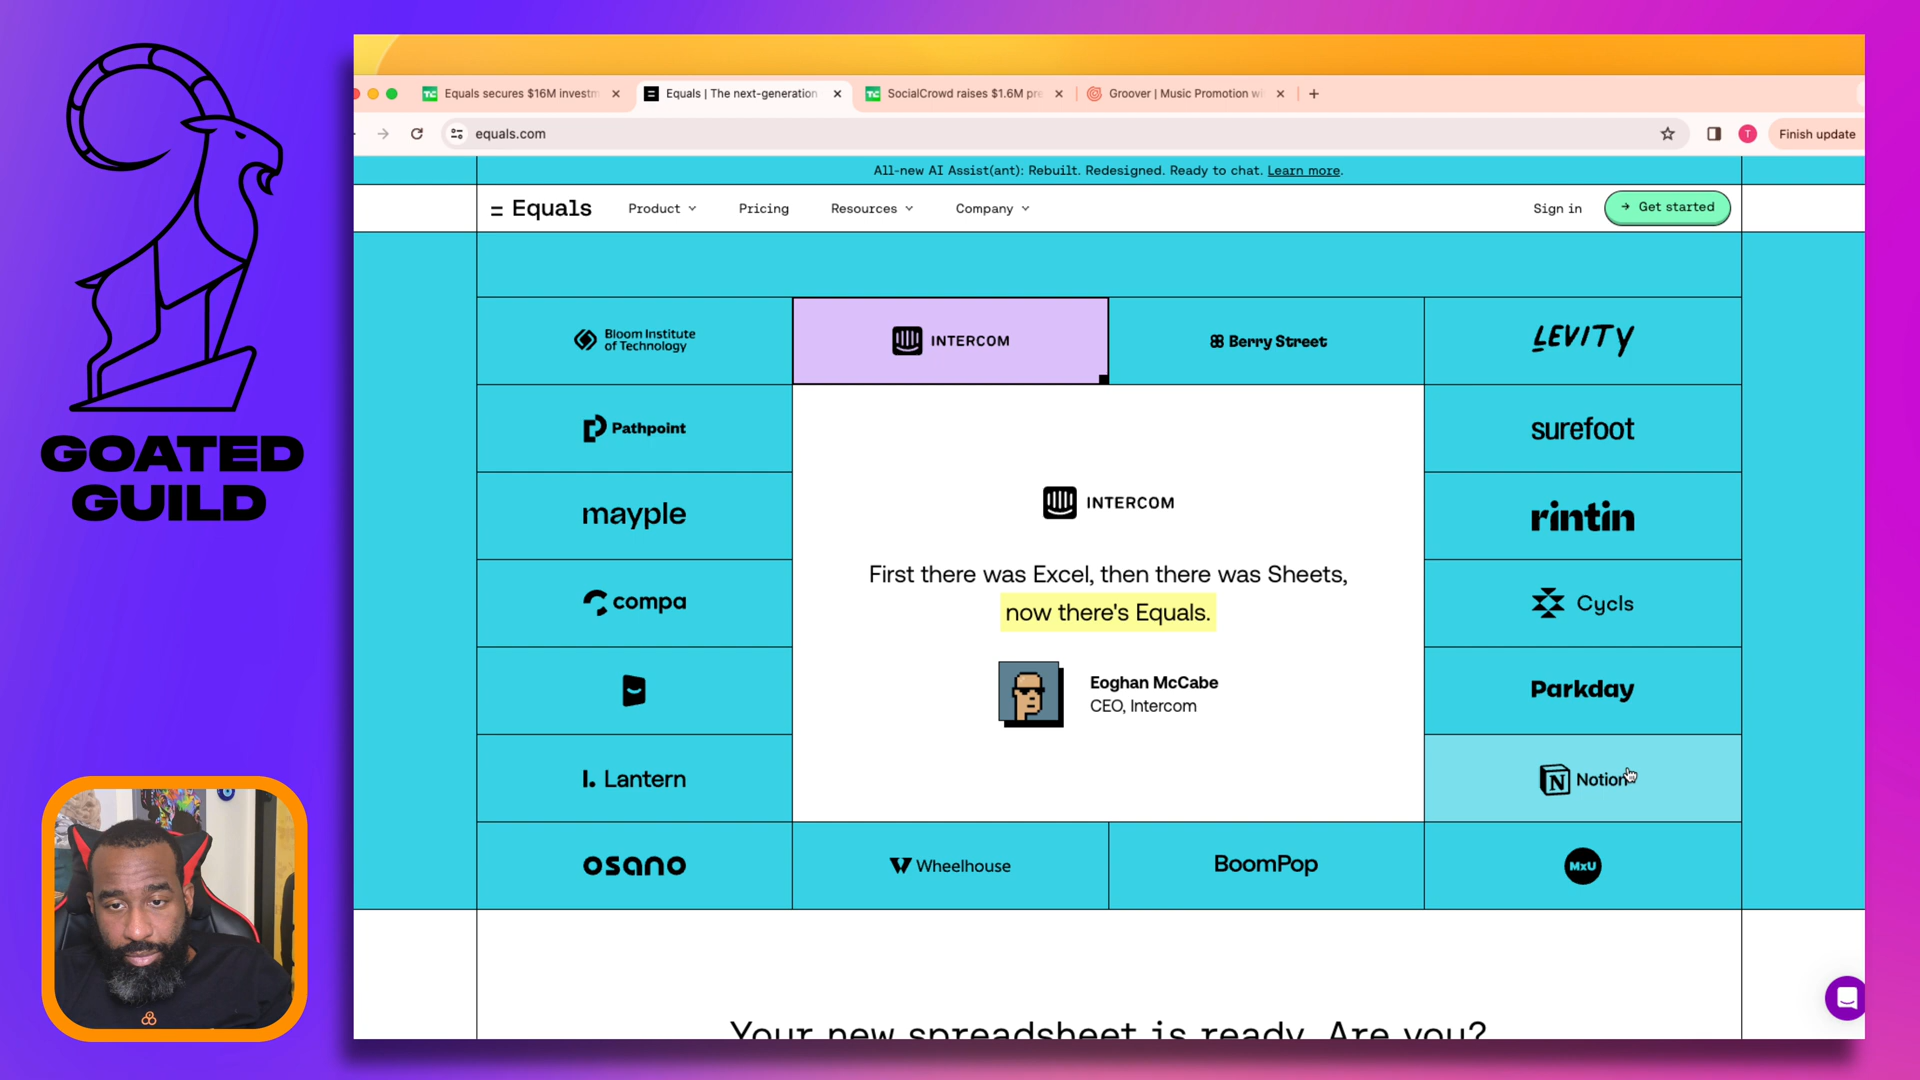 GOATED
GUILD
Equals secures $16M investm
Equals | The next-generation
SocialCrowd raises $1.6M pre
Groover | Music Promotion wi
equals.com
T
Finish update
All-new AI Assist(ant): Rebuilt. Redesigned. Ready to chat. Learn more.
= Equals
Product
Pricing
Resources
Company
Sign in
→ Get started
Bloom Institute
of Technology
INTERCOM
Berry Street
LEVITY
Pathpoint
surefoot
mayple
rintin
compa
Cycls
Parkday
l. Lantern
Notion
osano
Wheelhouse
BoomPop
MxU
INTERCOM
First there was Excel, then there was Sheets,
now there's Equals.
Eoghan McCabe
CEO, Intercom
Your new spreadsheet is ready. Are you?